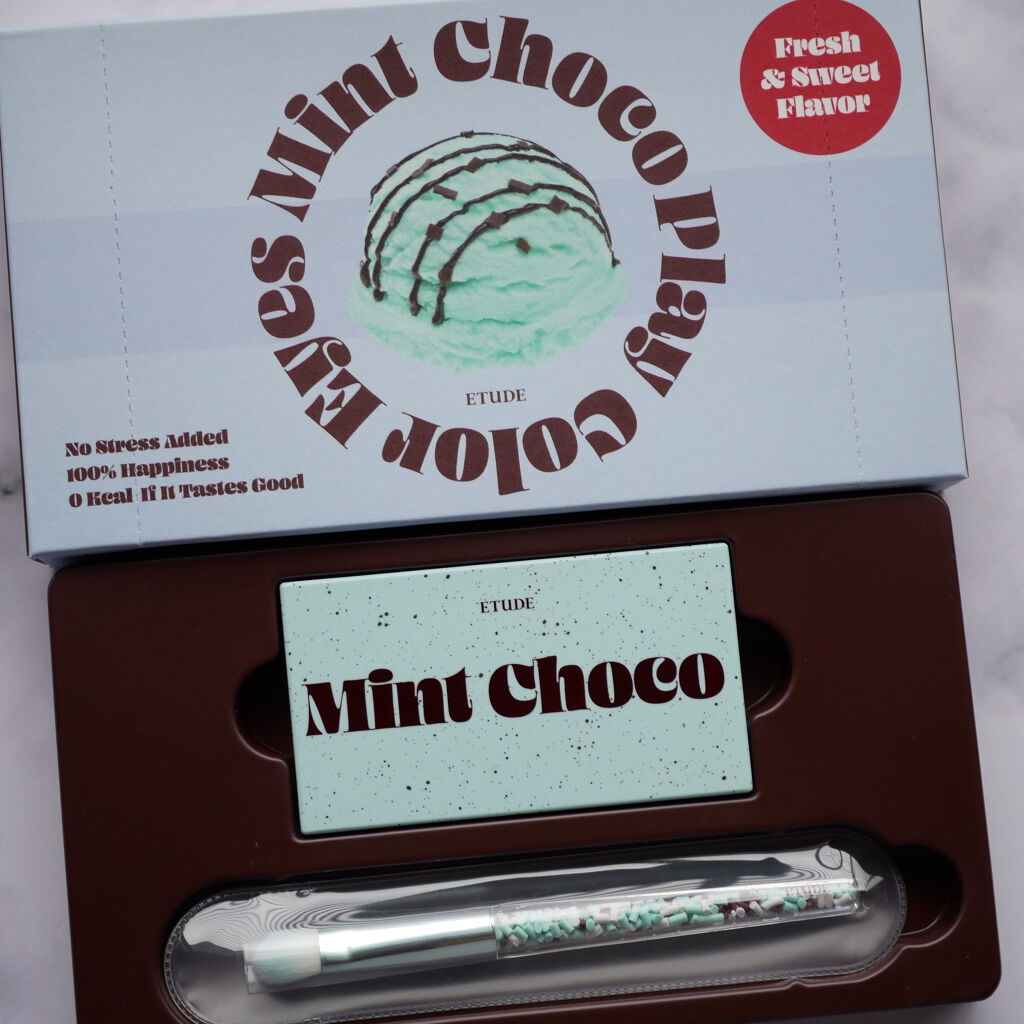 Mint Choco Play Color Eyes
Fresh
& Sweet
Flavor
ETUDE
No Stress Added
100% Happiness
0 Kcal If It Tastes Good
ETUDE
Mint Choco
ETUDE